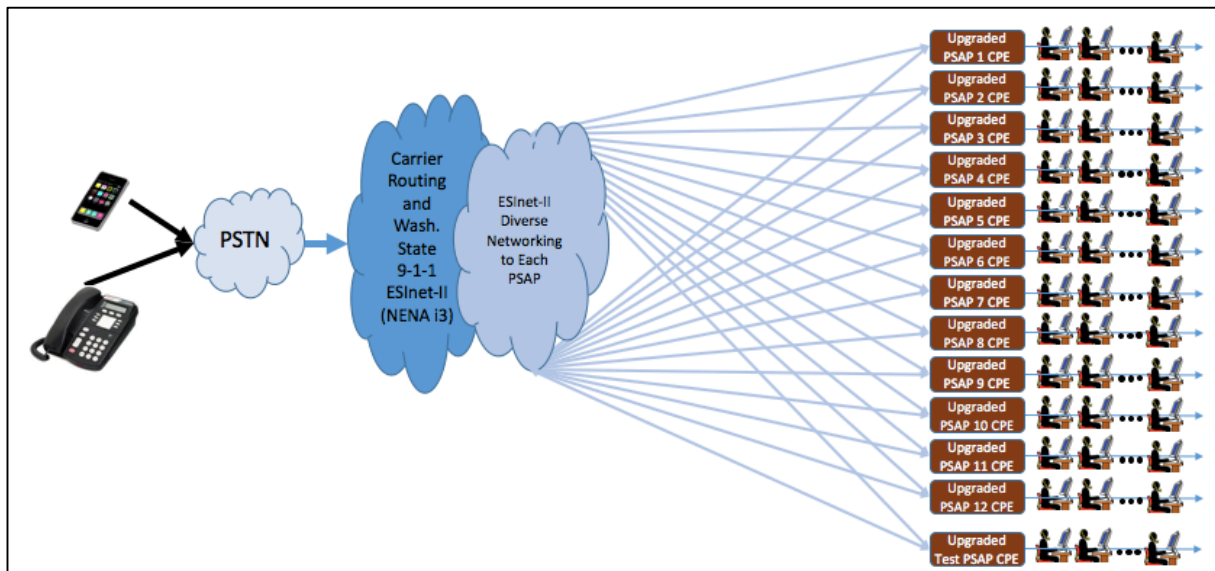 PSTN
Carrier
Routing
and
Wash.
State
9-1-1
ESInet-II
(NENA i3)
ESInet-II
Diverse
Networking
to Each
PSAP
Upgraded
PSAP 1 CPE
Upgraded
PSAP 2 CPE
Upgraded
PSAP 3 CPE
Upgraded
PSAP 4 CPE
Upgraded
PSAP 5 CPE
Upgraded
PSAP 6 CPE
Upgraded
PSAP 7 CPE
Upgraded
PSAP 8 CPE
Upgraded
PSAP 9 CPE
Upgraded
PSAP 10 CPE
Upgraded
PSAP 11 CPE
Upgraded
PSAP 12 CPE
Upgraded
Test PSAP CPE